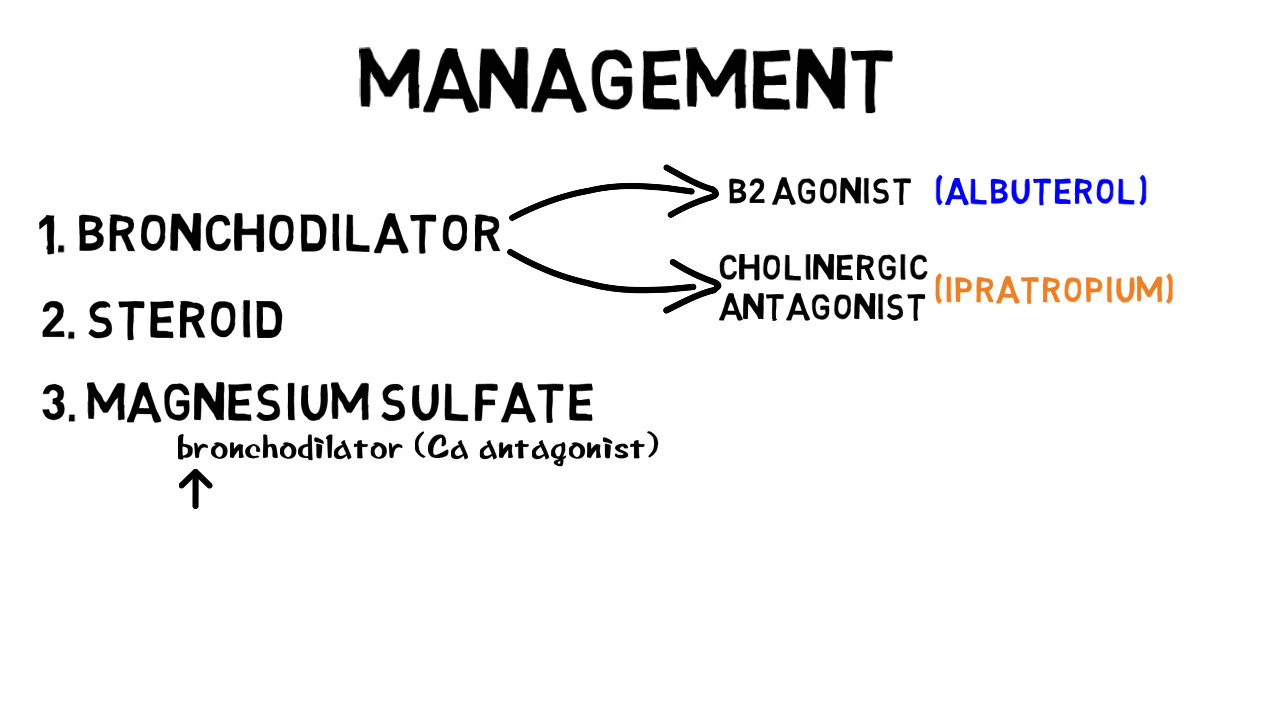 MANAGEMENT
1. BRONCHODILATOR
B2 AGONIST (ALBUTEROL)
CHOLINERGIC
ANTAGONIST (IPRATROPIUM)
2. STEROID
3. MAGNESIUM SULFATE
bronchodilator (Ca antagonist)